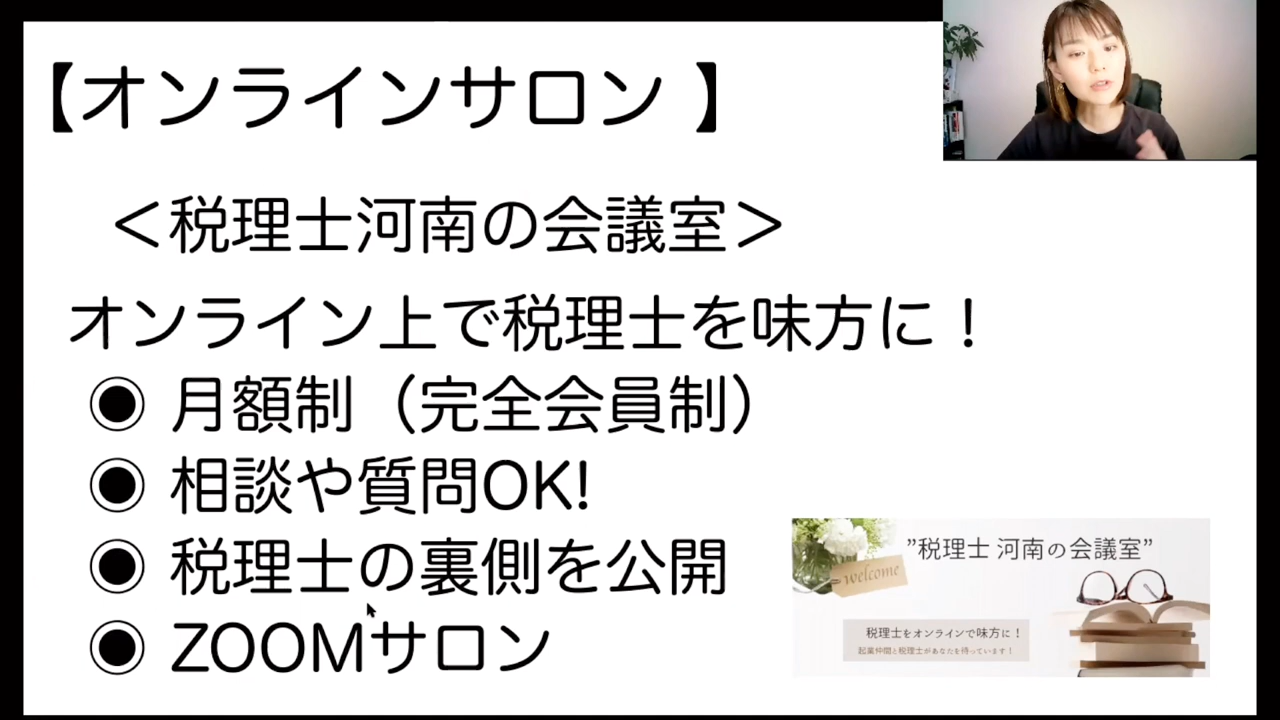 【オンラインサロン 】
＜税理士河南の会議室＞
オンライン上で税理士を味方に！
◉ 月額制（完全会員制）
◉ 相談や質問OK!
◉ 税理士の裏側を公開
◉ ZOOMサロン
”税理士 河南の会議室”
welcome
税理士をオンラインで味方に！
起業仲間と税理士があなたを待っています！